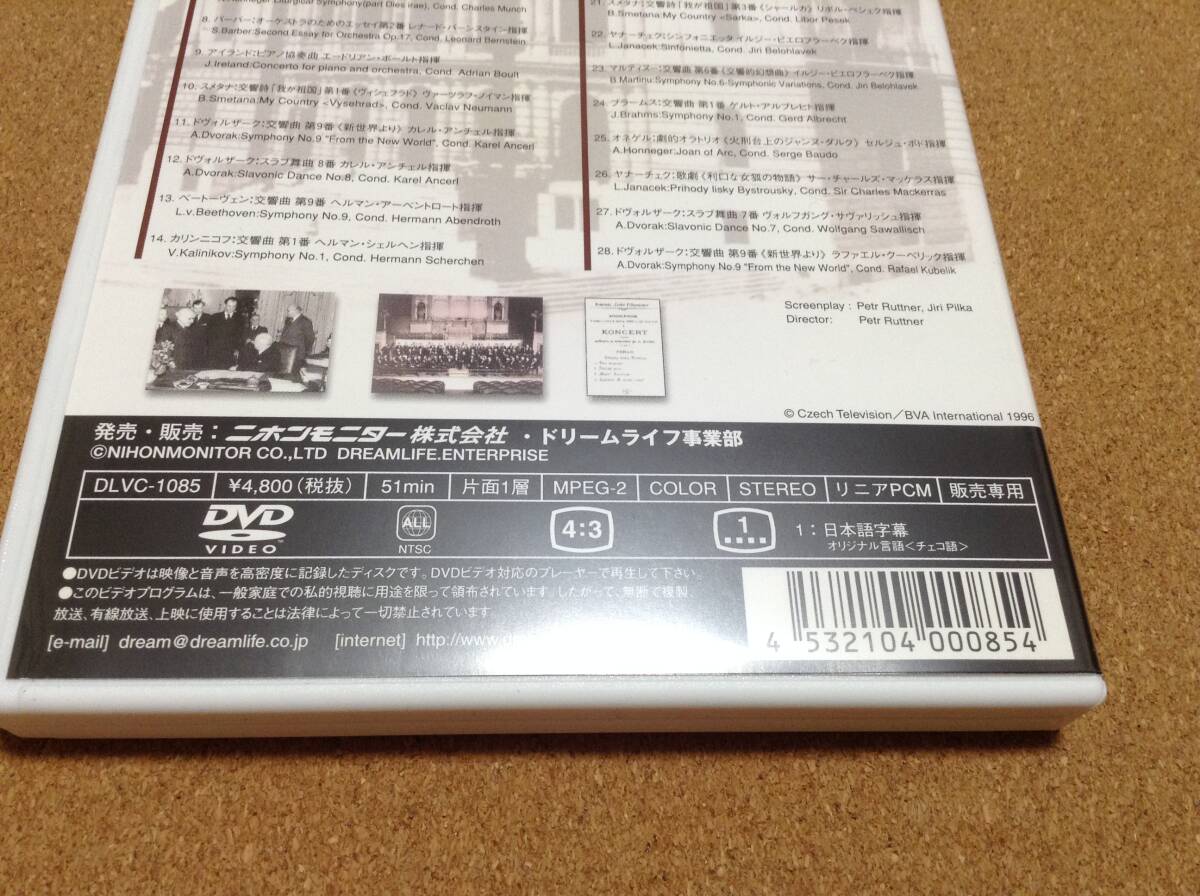 A.Honneger:Liturgical Symphony(part Dies irae), Cond. Charles Munch
8. バーバー:オーケストラのためのエッセイ第2番 レナード・バーンスタイン指揮
S.Barber:Second Essay for Orchestra Op.17, Cond. Leonard Bernstein
9. アイランド:ピアノ協奏曲 エードリアン・ボールト指揮
J.Ireland:Concerto for piano and orchestra, Cond. Adrian Boult
10. スメタナ:交響詩「我が祖国」第1番《ヴィシェフラド》 ヴァーツラフ・ノイマン指揮
B.Smetana:My Country <Vysehrad>, Cond. Vaclav Neumann
11. ドヴォルザーク:交響曲 第9番《新世界より》 カレル・アンチェル指揮
A.Dvorak:Symphony No.9 "From the New World", Cond. Karel Ancerl
12. ドヴォルザーク:スラブ舞曲 8番 カレル・アンチェル指揮
A.Dvorak:Slavonic Dance No.8, Cond. Karel Ancerl
13. ベートーヴェン:交響曲 第9番 ヘルマン・アーベントロート指揮
L.v.Beethoven:Symphony No.9, Cond. Hermann Abendroth
14. カリンニコフ:交響曲 第1番 ヘルマン・シェルヘン指揮
V.Kalinikov:Symphony No.1, Cond. Hermann Scherchen
21. スメタナ:交響詩「我が祖国」第3番《シャールカ》 リボル・ペシェク指揮
B.Smetana:My Country <Sarka>, Cond. Libor Pesek
22. ヤナーチェク:シンフォニエッタ イルジー・ビエロフラーベク指揮
L.Janacek:Sinfonietta, Cond. Jiri Belohlavek
23. マルティヌー:交響曲 第6番《交響的幻想曲》 イルジー・ビエロフラーベク指揮
B.Martinu:Symphony No.6-Symphonic Variations, Cond. Jiri Belohlavek
24. ブラームス:交響曲 第1番 ゲルト・アルブレヒト指揮
J.Brahms:Symphony No.1, Cond. Gerd Albrecht
25. オネゲル:劇的オラトリオ《火刑台上のジャンヌ・ダルク》 セルジュ・ボド指揮
A.Honneger:Joan of Arc, Cond. Serge Baudo
26. ヤナーチェク:歌劇《利口な女狐の物語》 サー・チャールズ・マッケラス指揮
L.Janacek:Prihody lisky Bystrousky, Cond. Sir Charles Mackerras
27. ドヴォルザーク:スラブ舞曲 7番 ヴォルフガング・サヴァリッシュ指揮
A.Dvorak:Slavonic Dance No.7, Cond. Wolfgang Sawallisch
28. ドヴォルザーク:交響曲 第9番《新世界より》 ラファエル・クーベリック指揮
A.Dvorak:Symphony No.9 "From the New World", Cond. Rafael Kubelik
KONCERT
Screenplay : Petr Ruttner, Jiri Pilka
Director: Petr Ruttner
© Czech Television/BVA International 1996
発売・販売:ニホンモニター株式会社・ドリームライフ事業部
©NIHONMONITOR CO.,LTD DREAMLIFE.ENTERPRISE
DLVC-1085 ¥4,800(税抜) 51min 片面1層 MPEG-2 COLOR STEREO リニアPCM 販売専用
DVD VIDEO ALL NTSC 4:3 1 1:日本語字幕
オリジナル言語<チェコ語>
●DVDビデオは映像と音声を高密度に記録したディスクです。DVDビデオ対応のプレーヤーで再生して下さい。
●このビデオプログラムは、一般家庭での私的視聴に用途を限って頒布されています。したがって、無断で複製、
放送、有線放送、上映に使用することは法律によって一切禁止されています。
[e-mail] dream@dreamlife.co.jp [internet] http://www.d
4 532104 000854